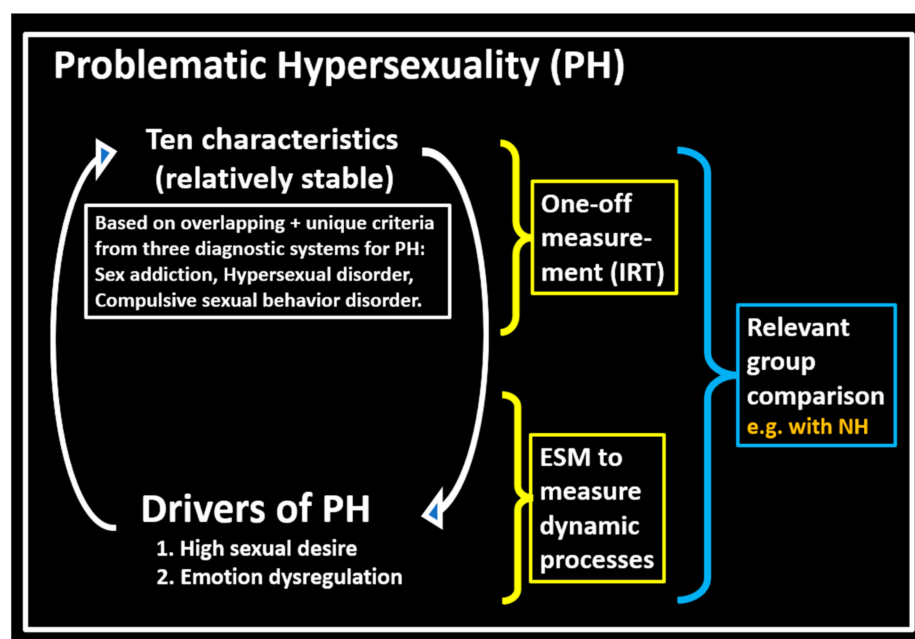 Problematic Hypersexuality (PH)
Ten characteristics
(relatively stable)
Based on overlapping + unique criteria
from three diagnostic systems for PH:
Sex addiction, Hypersexual disorder,
Compulsive sexual behavior disorder.
Drivers of PH
1. High sexual desire
2. Emotion dysregulation
One-off
measure-
ment (IRT)
ESM to
measure
dynamic
processes
Relevant
group
comparison
e.g. with NH